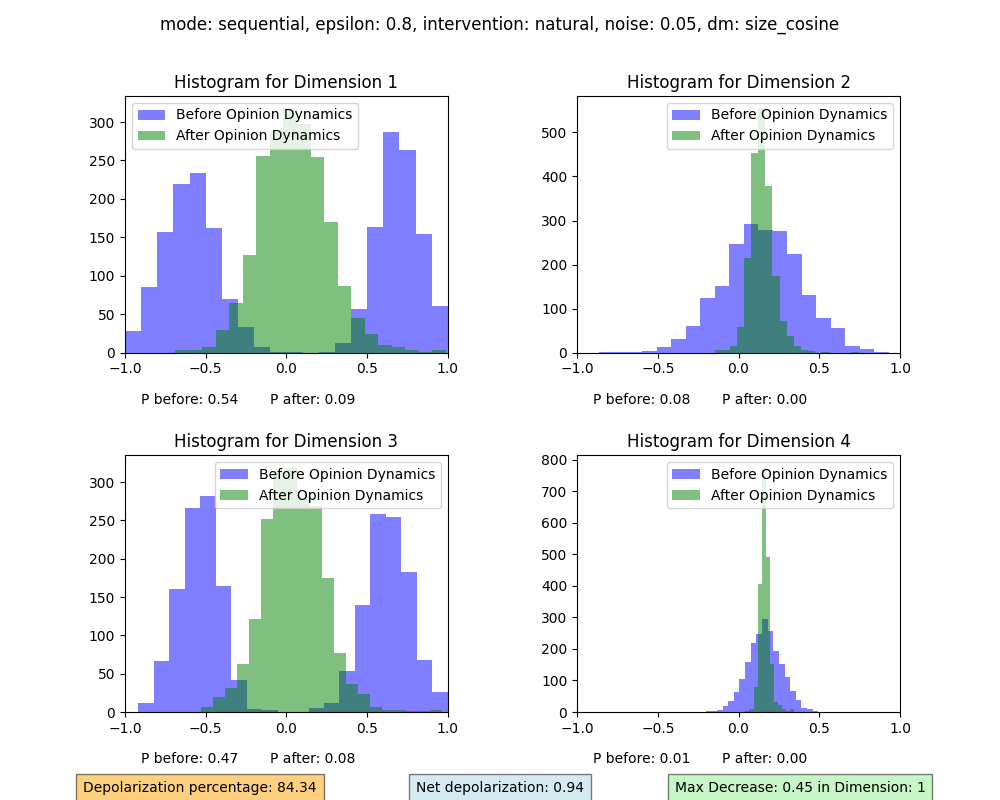 mode: sequential, epsilon: 0.8, intervention: natural, noise: 0.05, dm: size_cosine
Histogram for Dimension 1
Before Opinion Dynamics
After Opinion Dynamics
300
250
200
150
100
50
0
−1.0 −0.5 0.0 0.5 1.0
P before: 0.54 P after: 0.09
Histogram for Dimension 2
Before Opinion Dynamics
After Opinion Dynamics
500
400
300
200
100
0
−1.0 −0.5 0.0 0.5 1.0
P before: 0.08 P after: 0.00
Histogram for Dimension 3
Before Opinion Dynamics
After Opinion Dynamics
300
250
200
150
100
50
0
−1.0 −0.5 0.0 0.5 1.0
P before: 0.47 P after: 0.08
Histogram for Dimension 4
Before Opinion Dynamics
After Opinion Dynamics
800
700
600
500
400
300
200
100
0
−1.0 −0.5 0.0 0.5 1.0
P before: 0.01 P after: 0.00
Depolarization percentage: 84.34
Net depolarization: 0.94
Max Decrease: 0.45 in Dimension: 1